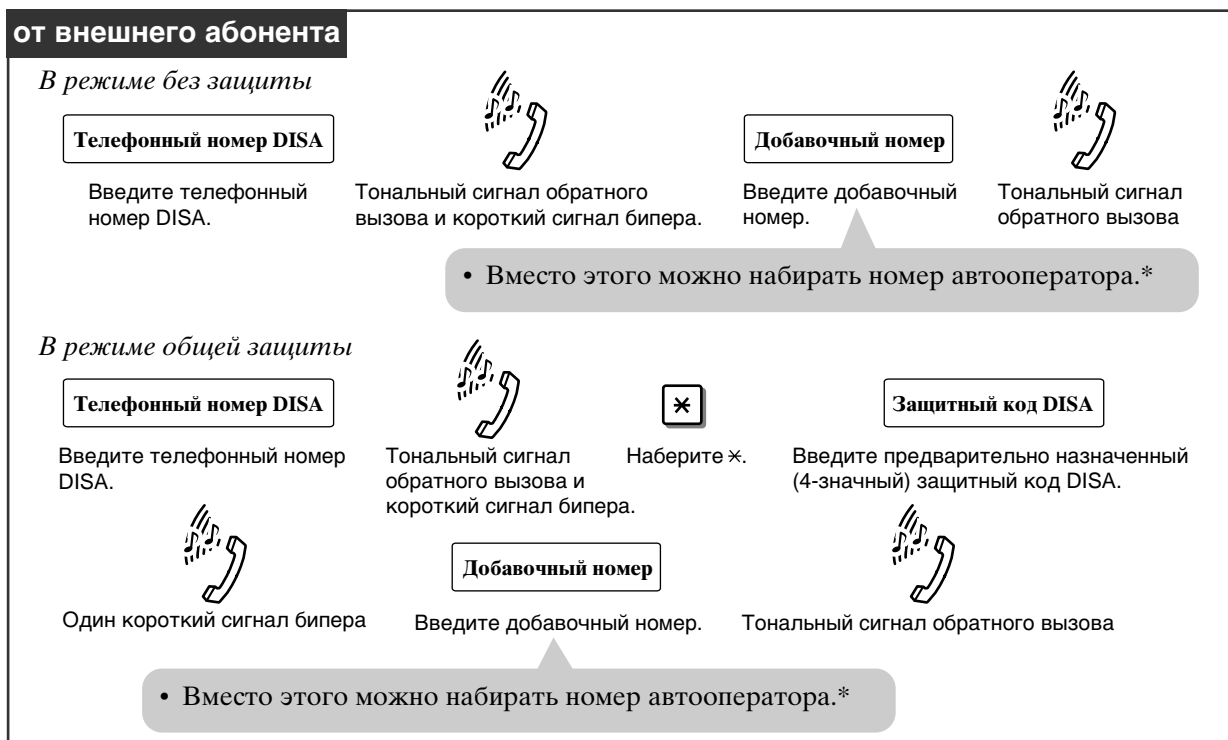 от внешнего абонента
В режиме без защиты
Телефонный номер DISA
Введите телефонный
номер DISA.
Тональный сигнал обратного
вызова и короткий сигнал бипера.
Добавочный номер
Введите добавочный
номер.
Тональный сигнал
обратного вызова
• Вместо этого можно набирать номер автооператора.*
В режиме общей защиты
Телефонный номер DISA
Введите телефонный номер
DISA.
Тональный сигнал
обратного вызова и
короткий сигнал бипера.
*
Наберите *.
Защитный код DISA
Введите предварительно назначенный
(4-значный) защитный код DISA.
Один короткий сигнал бипера
Добавочный номер
Введите добавочный номер.
Тональный сигнал обратного вызова
• Вместо этого можно набирать номер автооператора.*